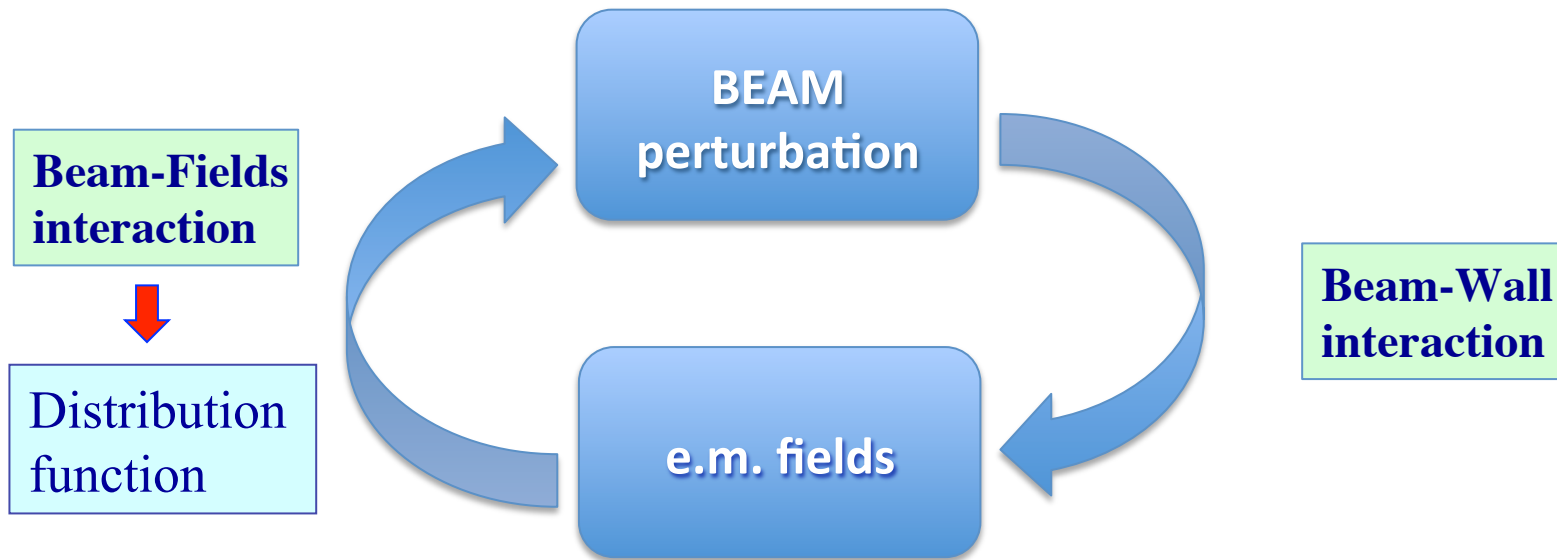 BEAM
perturbation
Beam-Fields
interaction
Beam-Wall
interaction
Distribution
function
e.m. fields